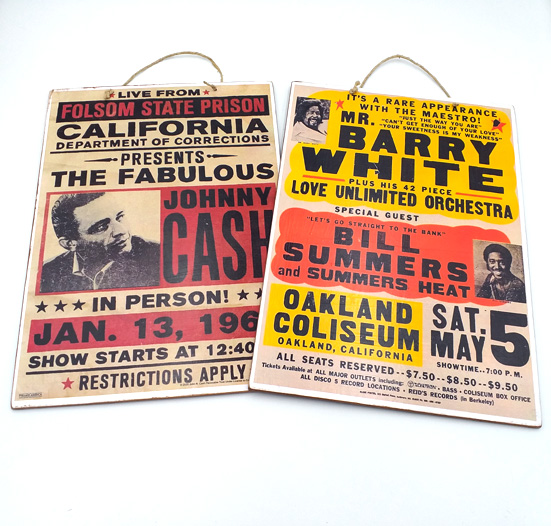 LIVE FROM
FOLSOM STATE PRISON
CALIFORNIA
DEPARTMENT OF CORRECTIONS
PRESENTS
THE FABULOUS
JOHNNY
CASH
IN PERSON!
JAN. 13, 196
SHOW STARTS AT 12:40
RESTRICTIONS APPLY
IT'S A RARE APPEARANCE
WITH THE MAESTRO!
"JUST THE WAY YOU ARE"
"CAN'T GET ENOUGH OF YOUR LOVE"
"YOUR SWEETNESS IS MY WEAKNESS"
MR. BARRY
WHITE
PLUS HIS 42 PIECE
LOVE UNLIMITED ORCHESTRA
SPECIAL GUEST
"LET'S GO STRAIGHT TO THE BANK"
BILL
SUMMERS
and SUMMERS HEAT
OAKLAND
COLISEUM
OAKLAND, CALIFORNIA
SAT.
MAY 5
SHOWTIME..7:00 P.M.
ALL SEATS RESERVED--$7.50--$8.50--$9.50
Tickets Available at ALL MAJOR OUTLETS including: BASS • COLISEUM BOX OFFICE
ALL DISCO & RECORD LOCATIONS • REID'S RECORDS (in Berkeley)